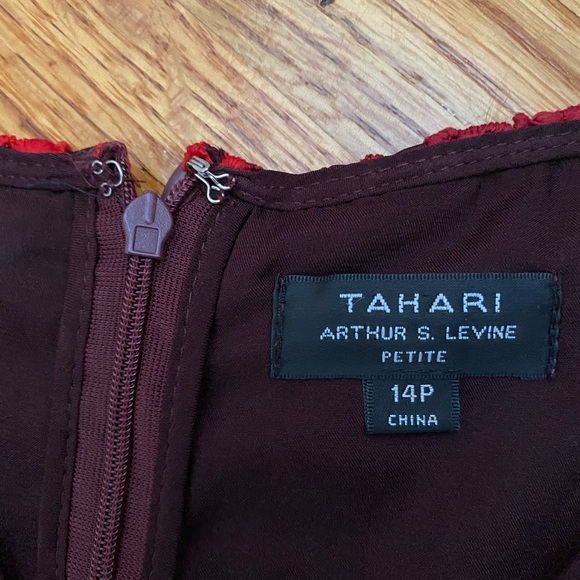 TAHARI
ARTHUR S. LEVINE
PETITE
14P
CHINA